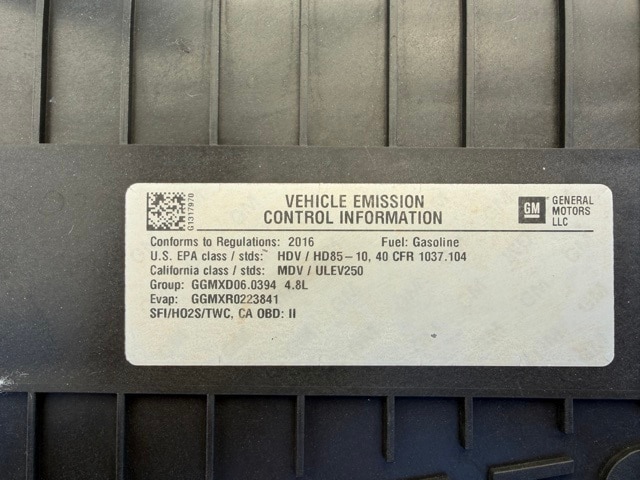 G1317970
VEHICLE EMISSION
CONTROL INFORMATION
GM
GENERAL
MOTORS
LLC
Conforms to Regulations: 2016 Fuel: Gasoline
U.S. EPA class / stds: HDV / HD85-10, 40 CFR 1037.104
California class / stds: MDV / ULEV250
Group: GGMXD06.0394 4.8L
Evap: GGMXR0223841
SFI/HO2S/TWC, CA OBD: II